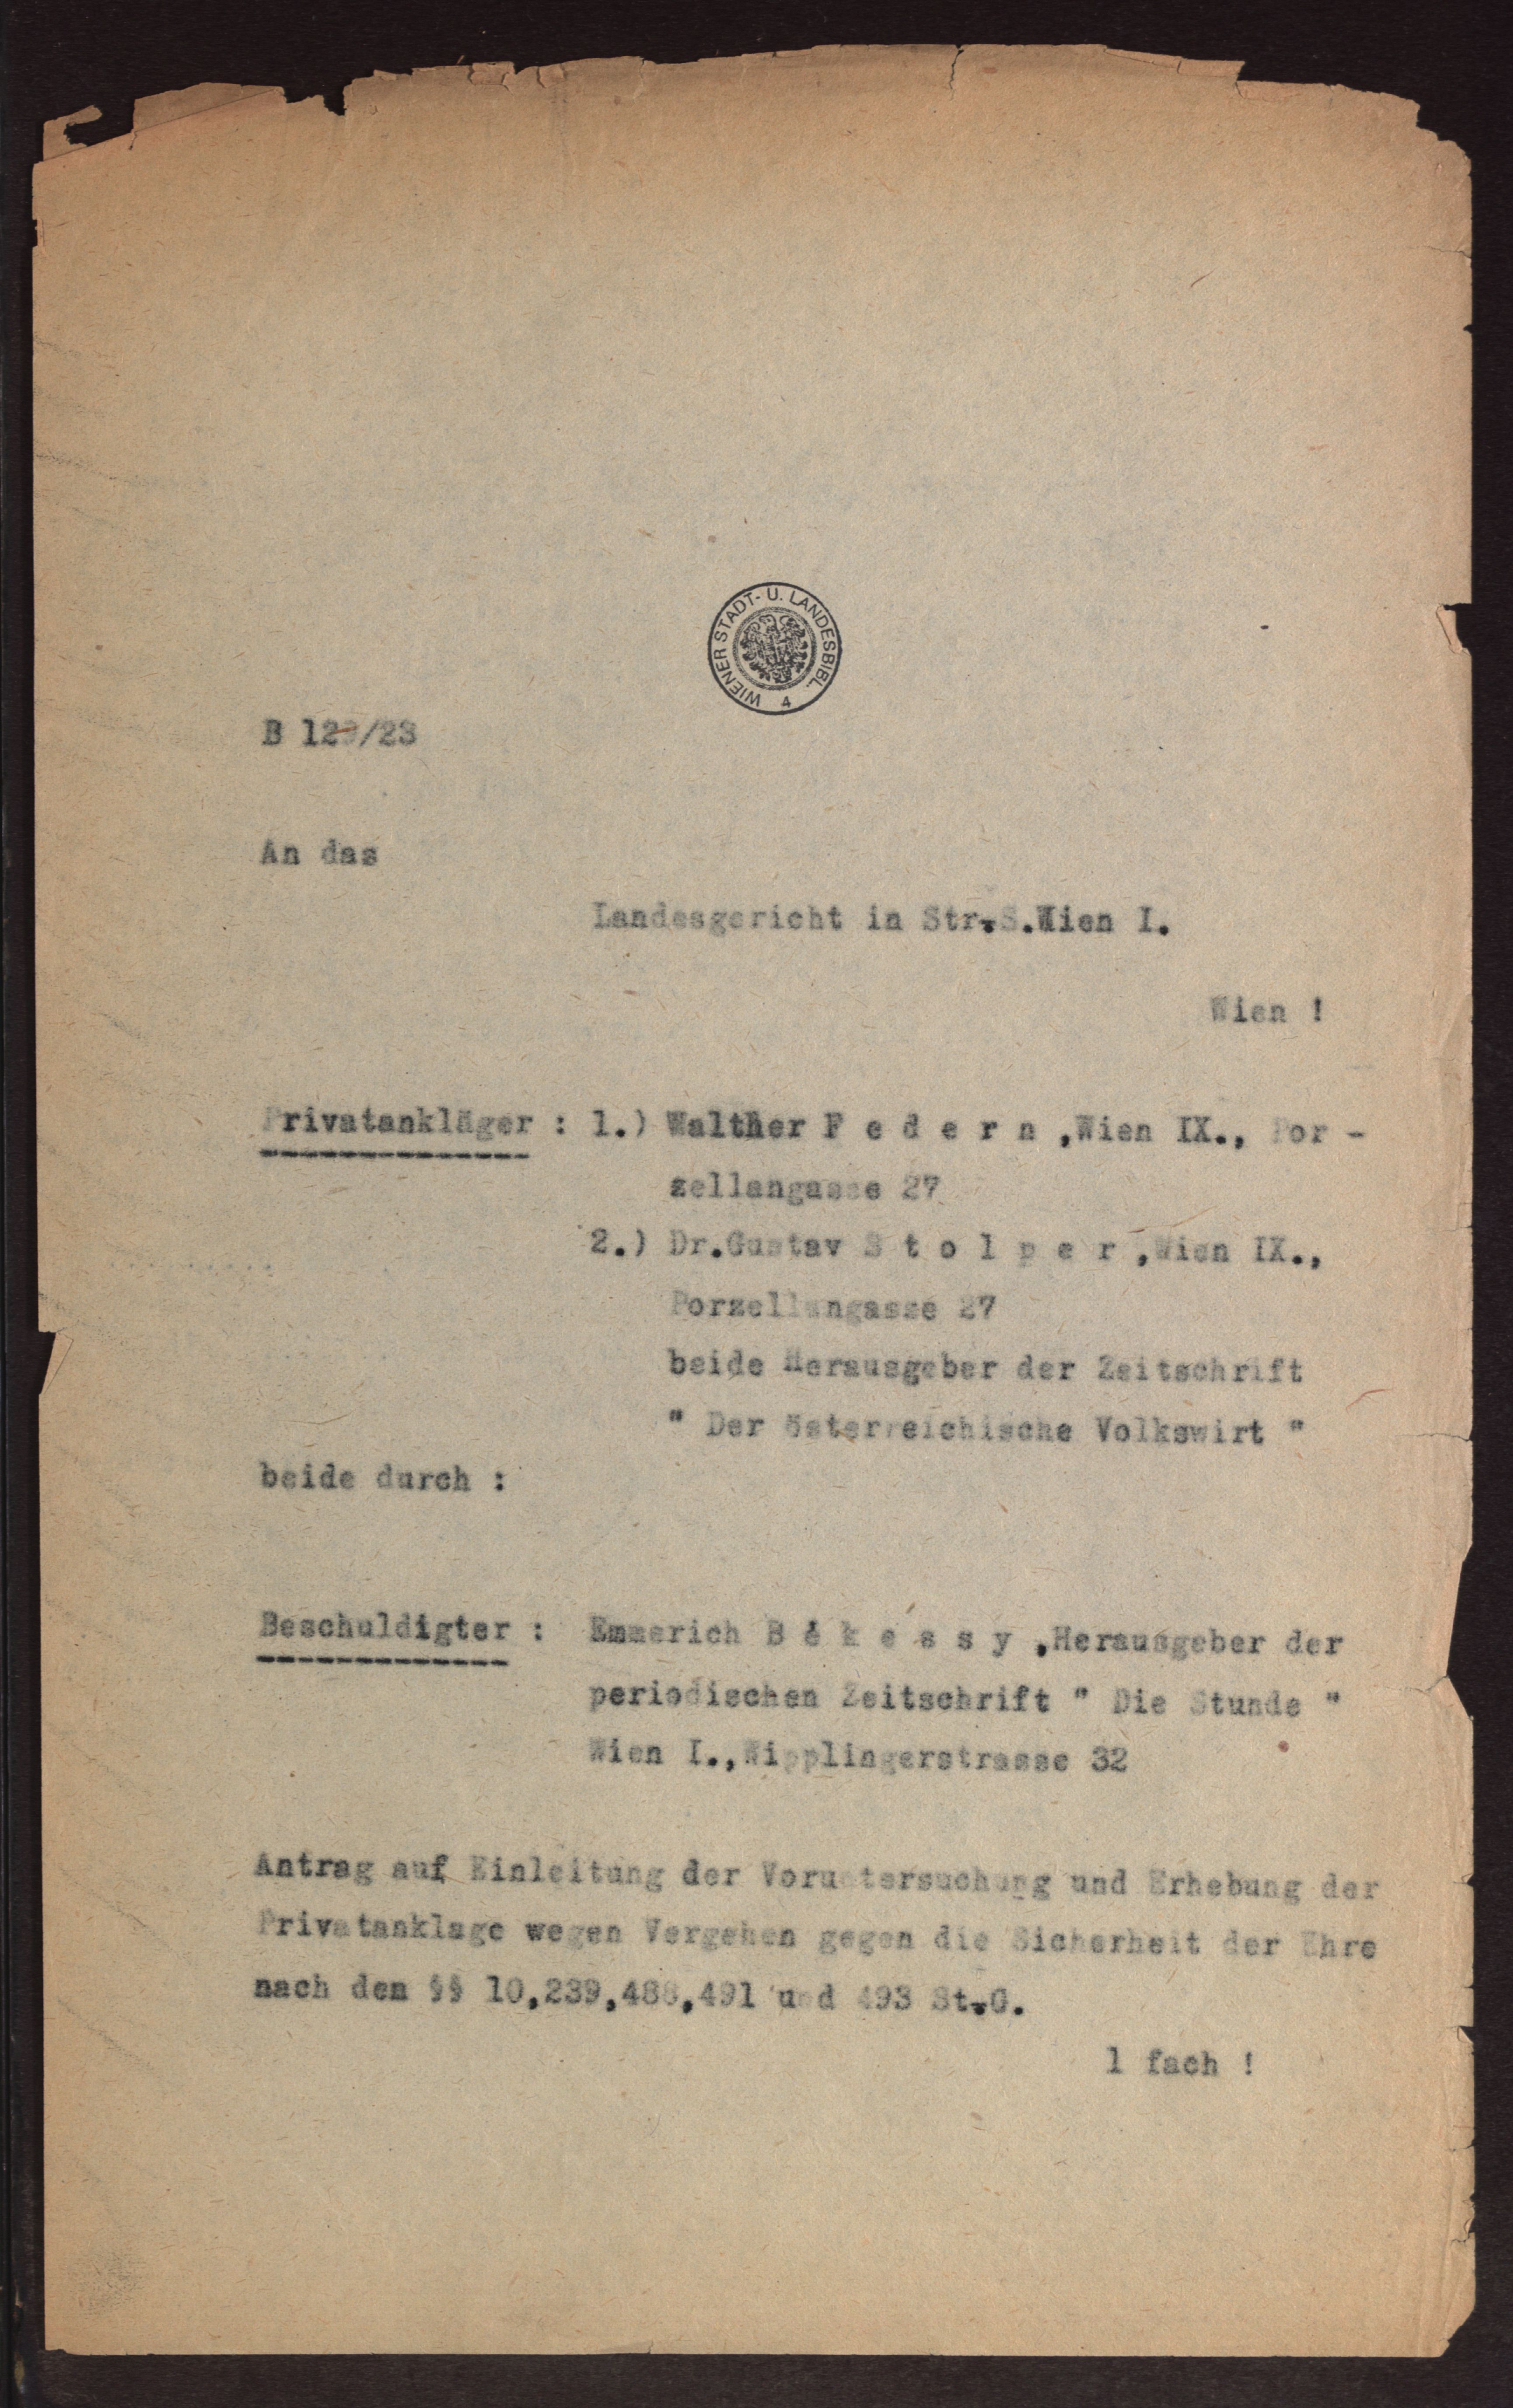 WIENER STADT- U. LANDESBIBL. 4
B 129/23
An das
Landesgericht in Str.S.Wien I.
Wien !
Privatankläger : 1.) Walther F e d e r n ,Wien IX., Por -
zellangasse 27
2.) Dr.Gustav S t o l p e r ,Wien IX.,
Porzellangasse 27
beide Herausgeber der Zeitschrift
" Der österreichische Volkswirt "
beide durch :
Beschuldigter : Emmerich B é k e s s y ,Herausgeber der
periodischen Zeitschrift " Die Stunde "
Wien I.,Wipplingerstrasse 32
Antrag auf Einleitung der Voruntersuchung und Erhebung der
Privatanklage wegen Vergehen gegen die Sicherheit der Ehre
nach den §§ 10,239,488,491 und 493 St.G.
1 fach !